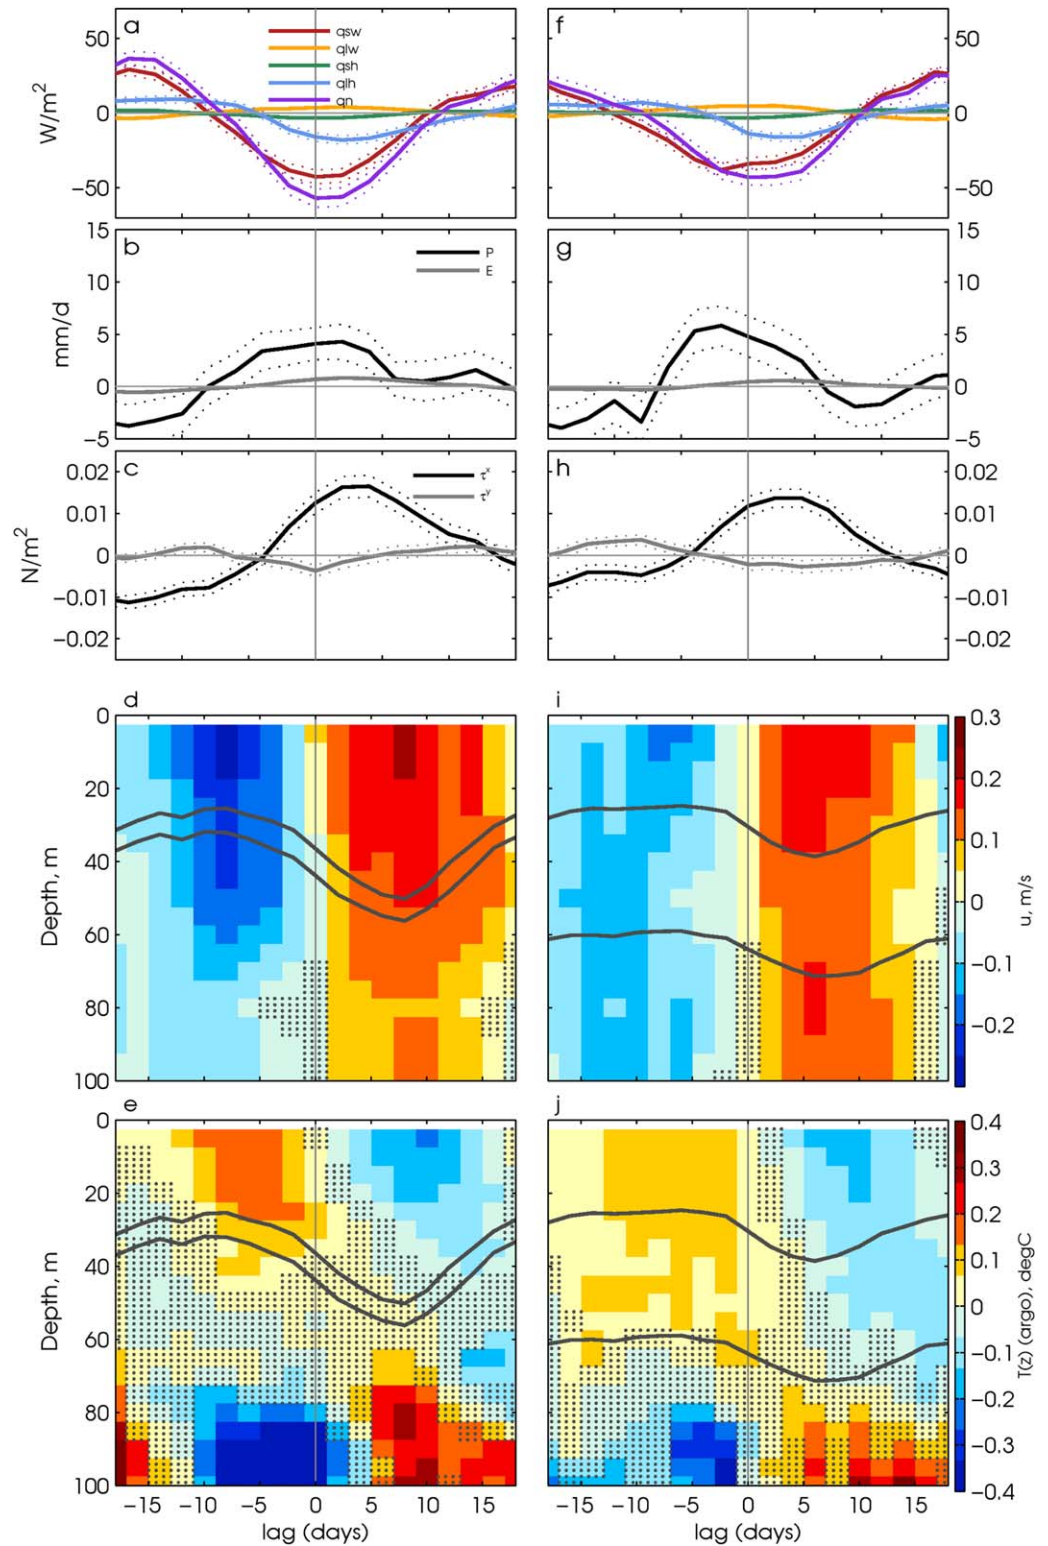 a
f
qsw
qlw
qsh
qlh
qn
50
0
−50
W/m²
50
0
−50
b
g
P
E
15
10
5
0
−5
mm/d
15
10
5
0
−5
c
h
τˣ
τʸ
0.02
0.01
0
−0.01
−0.02
N/m²
0.02
0.01
0
−0.01
−0.02
d
i
0
20
40
60
80
100
Depth, m
0.3
0.2
0.1
0
−0.1
−0.2
u, m/s
e
j
0
20
40
60
80
100
Depth, m
0.4
0.3
0.2
0.1
0
−0.1
−0.2
−0.3
−0.4
T(z) (argo), degC
−15 −10 −5 0 5 10 15
−15 −10 −5 0 5 10 15
lag (days)
lag (days)